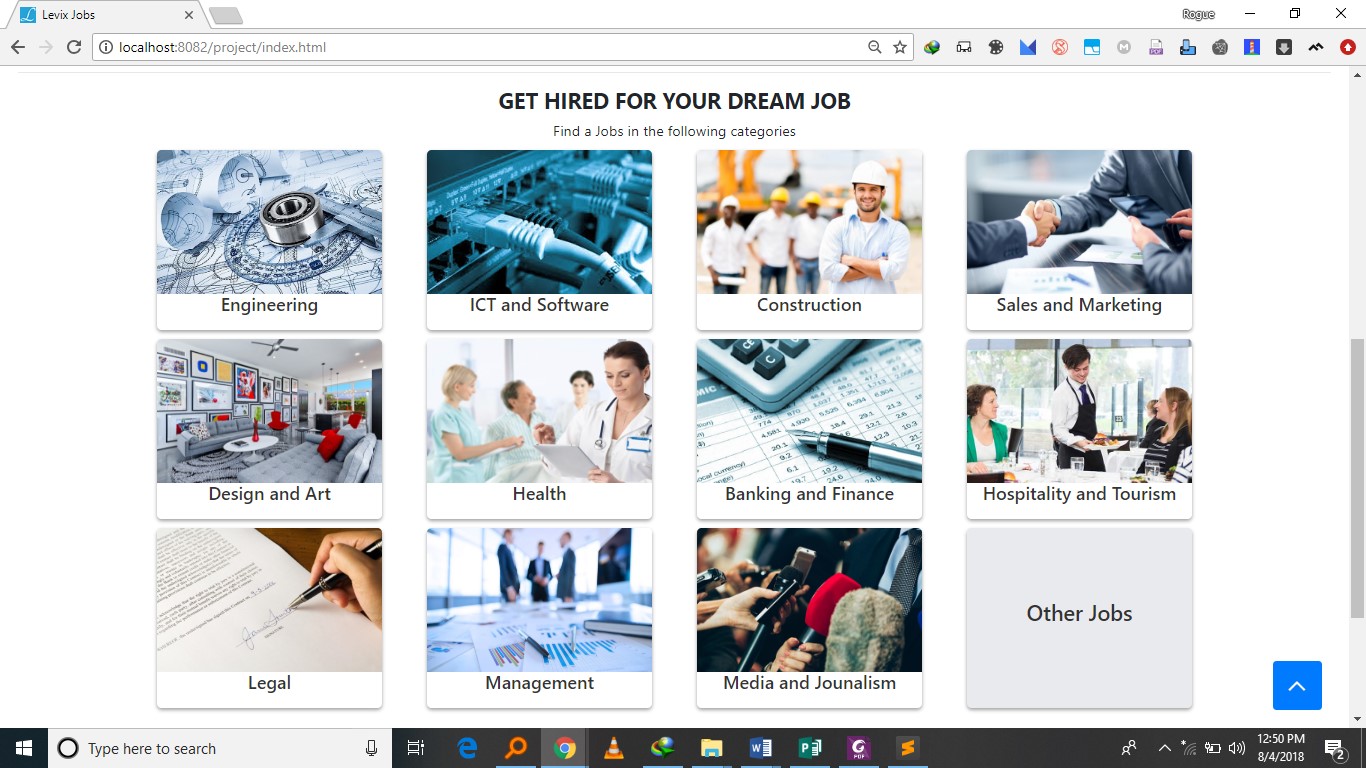 Levix Jobs
Rogue
localhost:8082/project/index.html
GET HIRED FOR YOUR DREAM JOB
Find a Jobs in the following categories
Engineering
ICT and Software
Construction
Sales and Marketing
Design and Art
Health
Banking and Finance
Hospitality and Tourism
Legal
Management
Media and Jounalism
Other Jobs
Type here to search
12:50 PM
8/4/2018
2